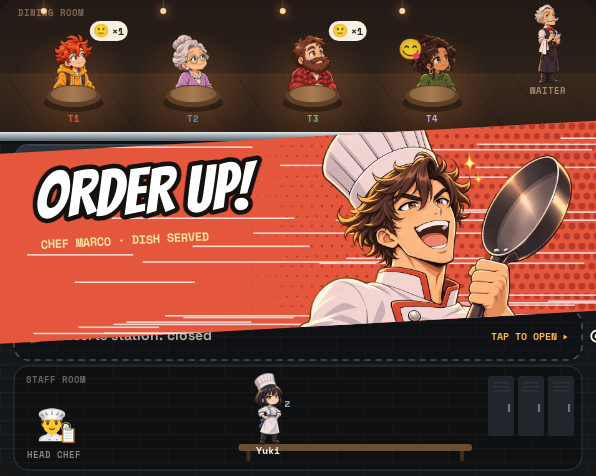 DINING ROOM
×1
×1
T1
T2
T3
T4
WAITER
ORDER UP!
CHEF MARCO · DISH SERVED
station: closed
TAP TO OPEN ▸
STAFF ROOM
z
HEAD CHEF
Yuki